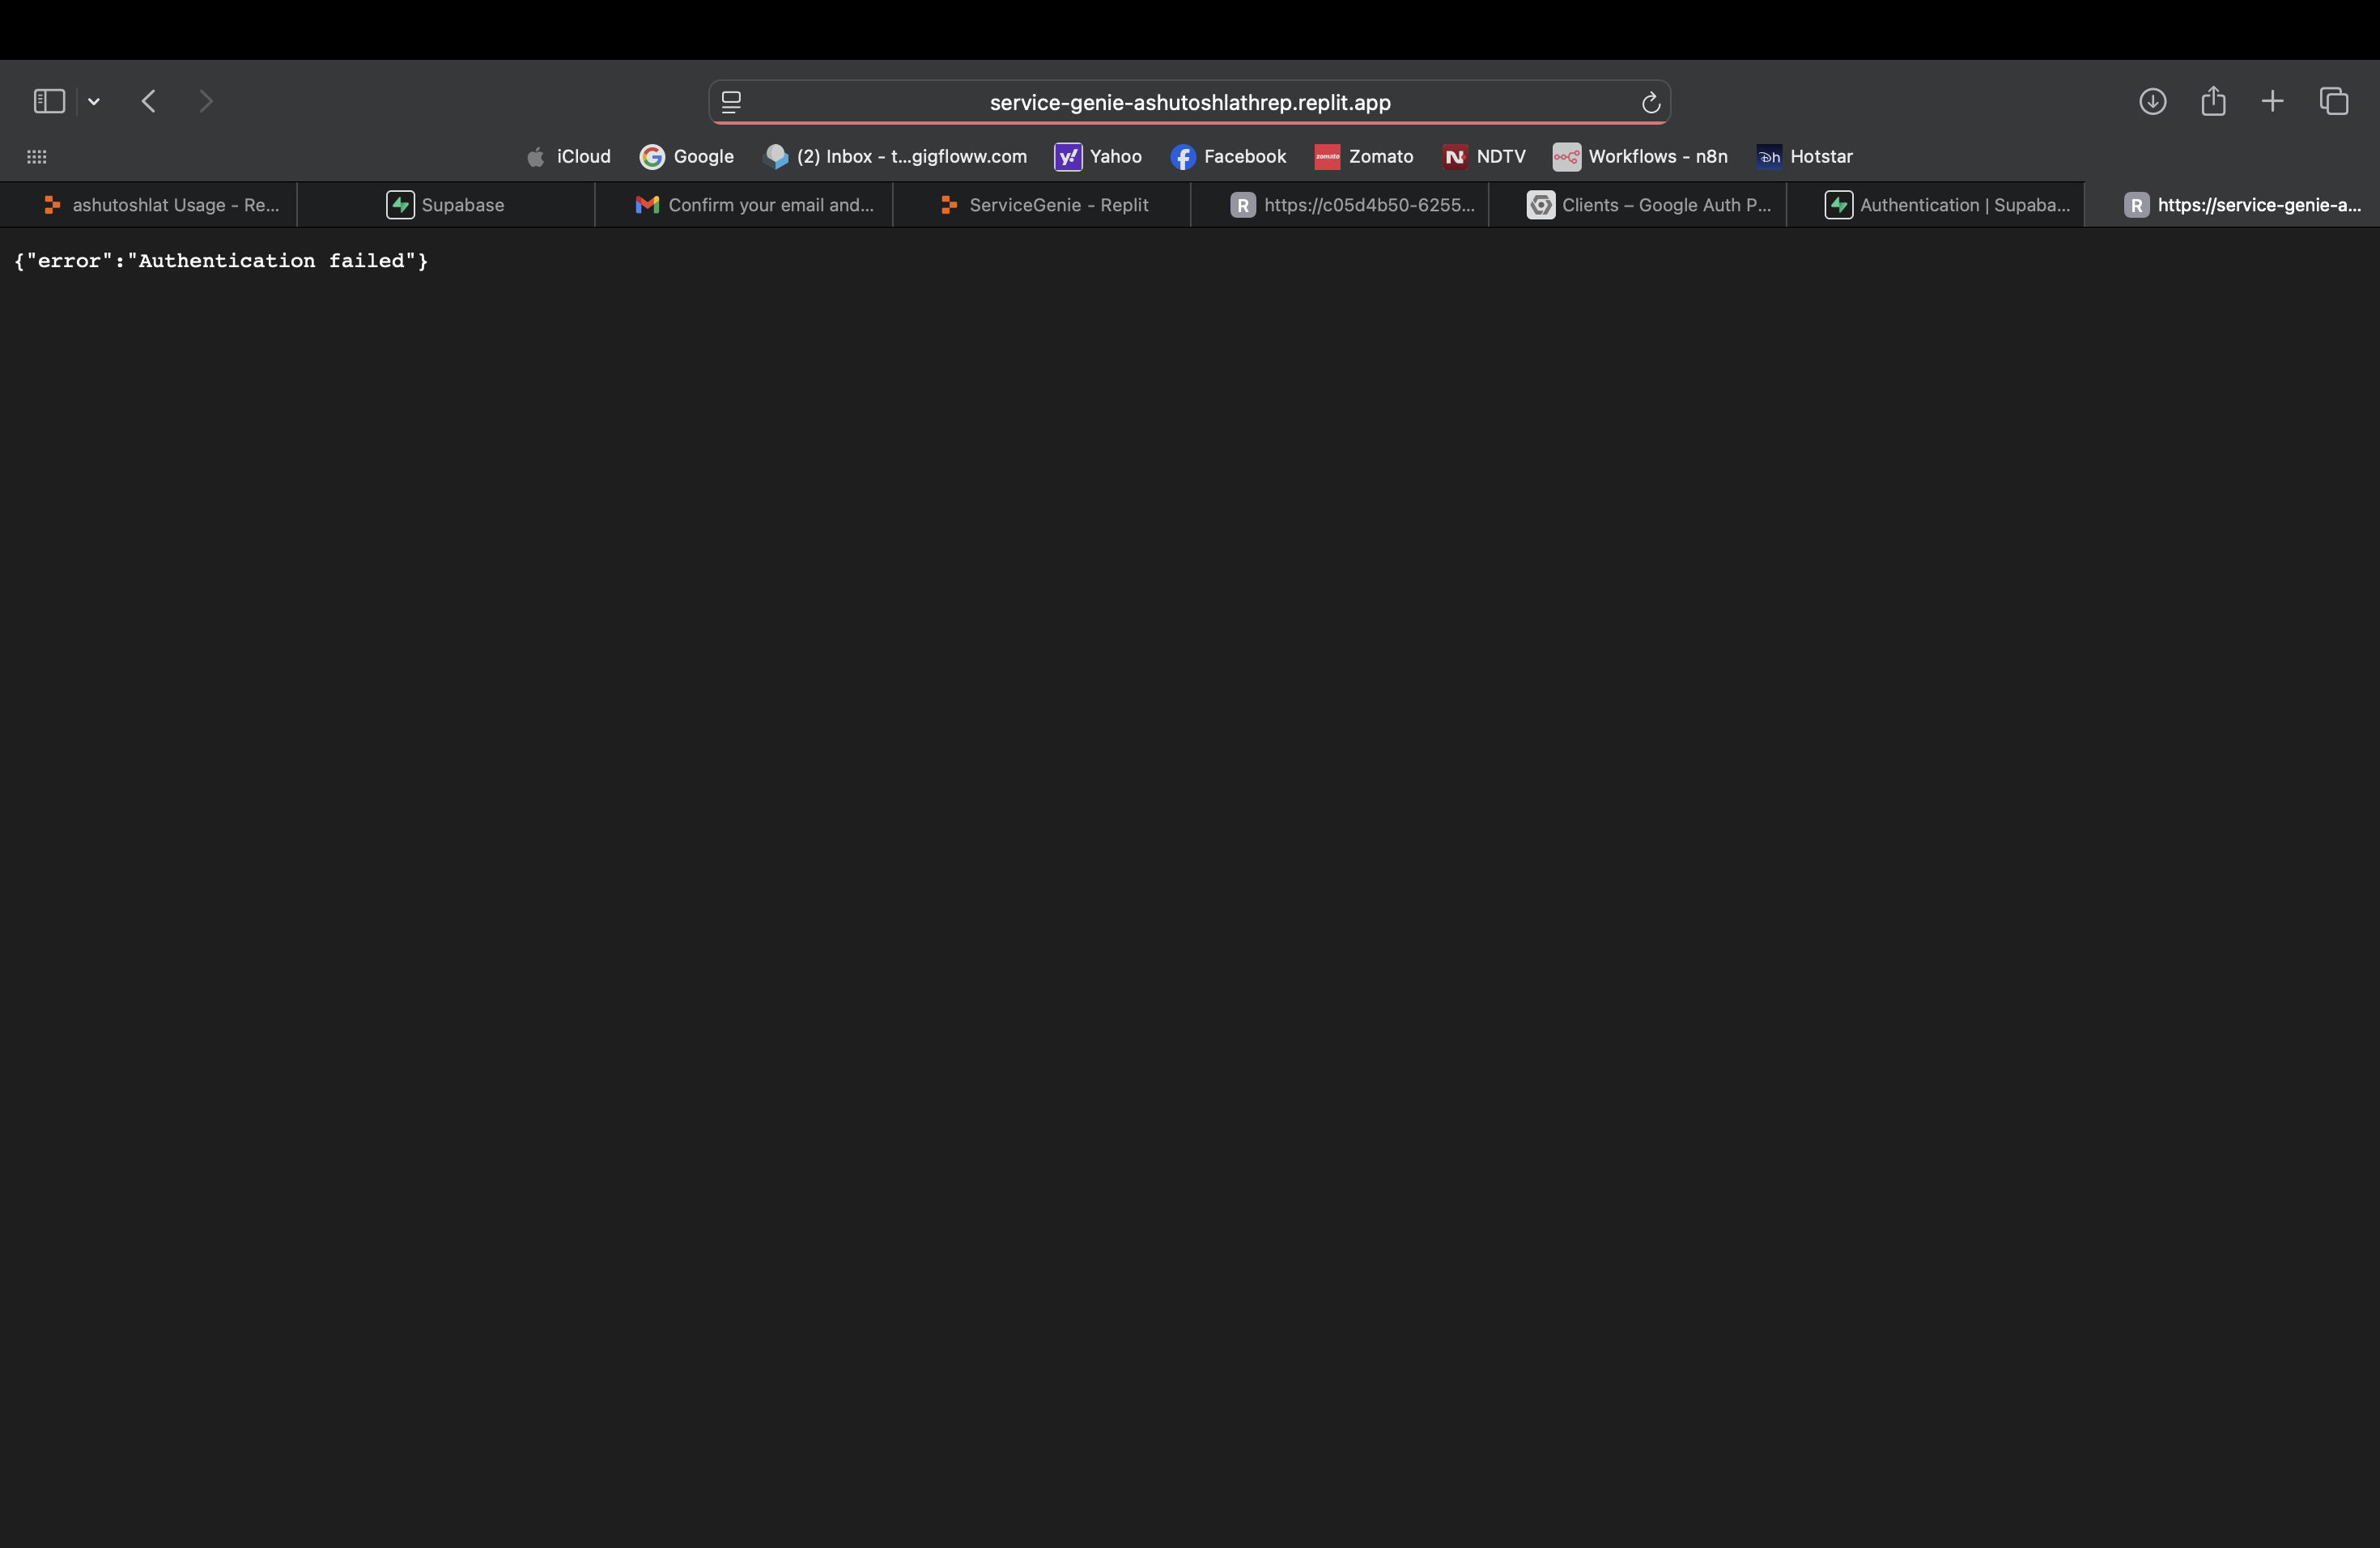 service-genie-ashutoshlathrep.replit.app
iCloud Google (2) Inbox - t...gigfloww.com y! Yahoo Facebook zomato Zomato NDTV Workflows - n8n Hotstar
ashutoshlat Usage - Re... Supabase Confirm your email and... ServiceGenie - Replit R https://c05d4b50-6255... Clients – Google Auth P... Authentication | Supaba... R https://service-genie-a...
{"error":"Authentication failed"}